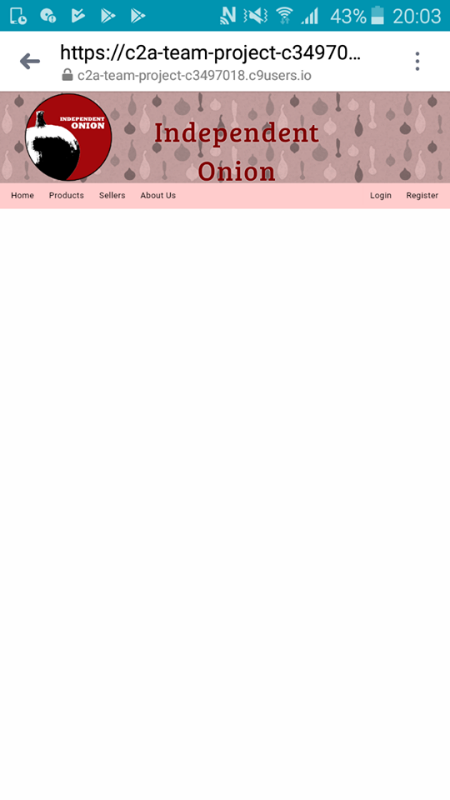 43% 20:03
https://c2a-team-project-c34970…
c2a-team-project-c3497018.c9users.io
INDEPENDENT
ONION
Independent
Onion
Home Products Sellers About Us Login Register